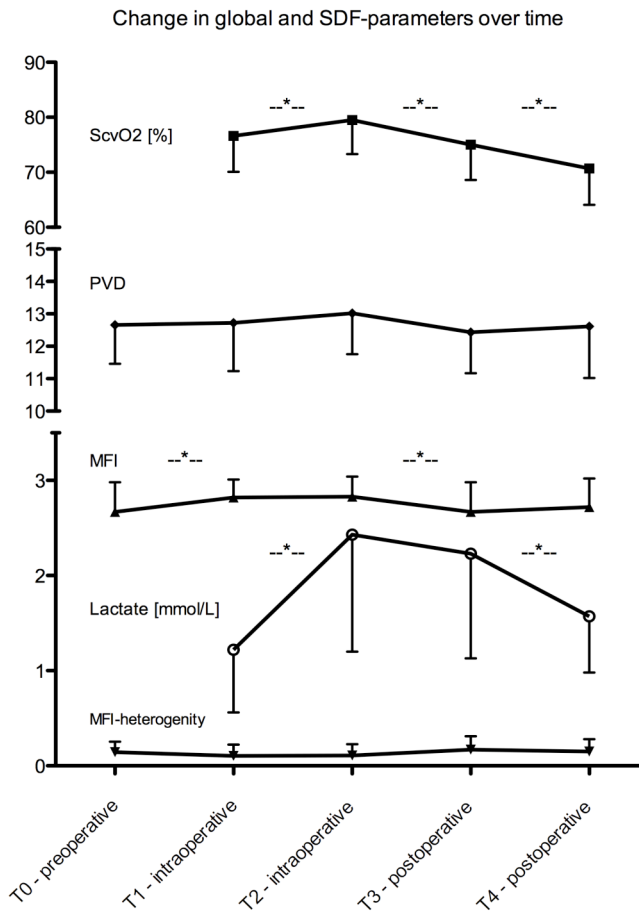 Change in global and SDF-parameters over time
90
80
70
60
ScvO2 [%]
--*-- --*-- --*--
15
14
13
12
11
10
PVD
3
2
1
0
MFI
--*-- --*--
--*-- --*--
Lactate [mmol/L]
MFI-heterogenity
T0 - preoperative
T1 - intraoperative
T2 - intraoperative
T3 - postoperative
T4 - postoperative